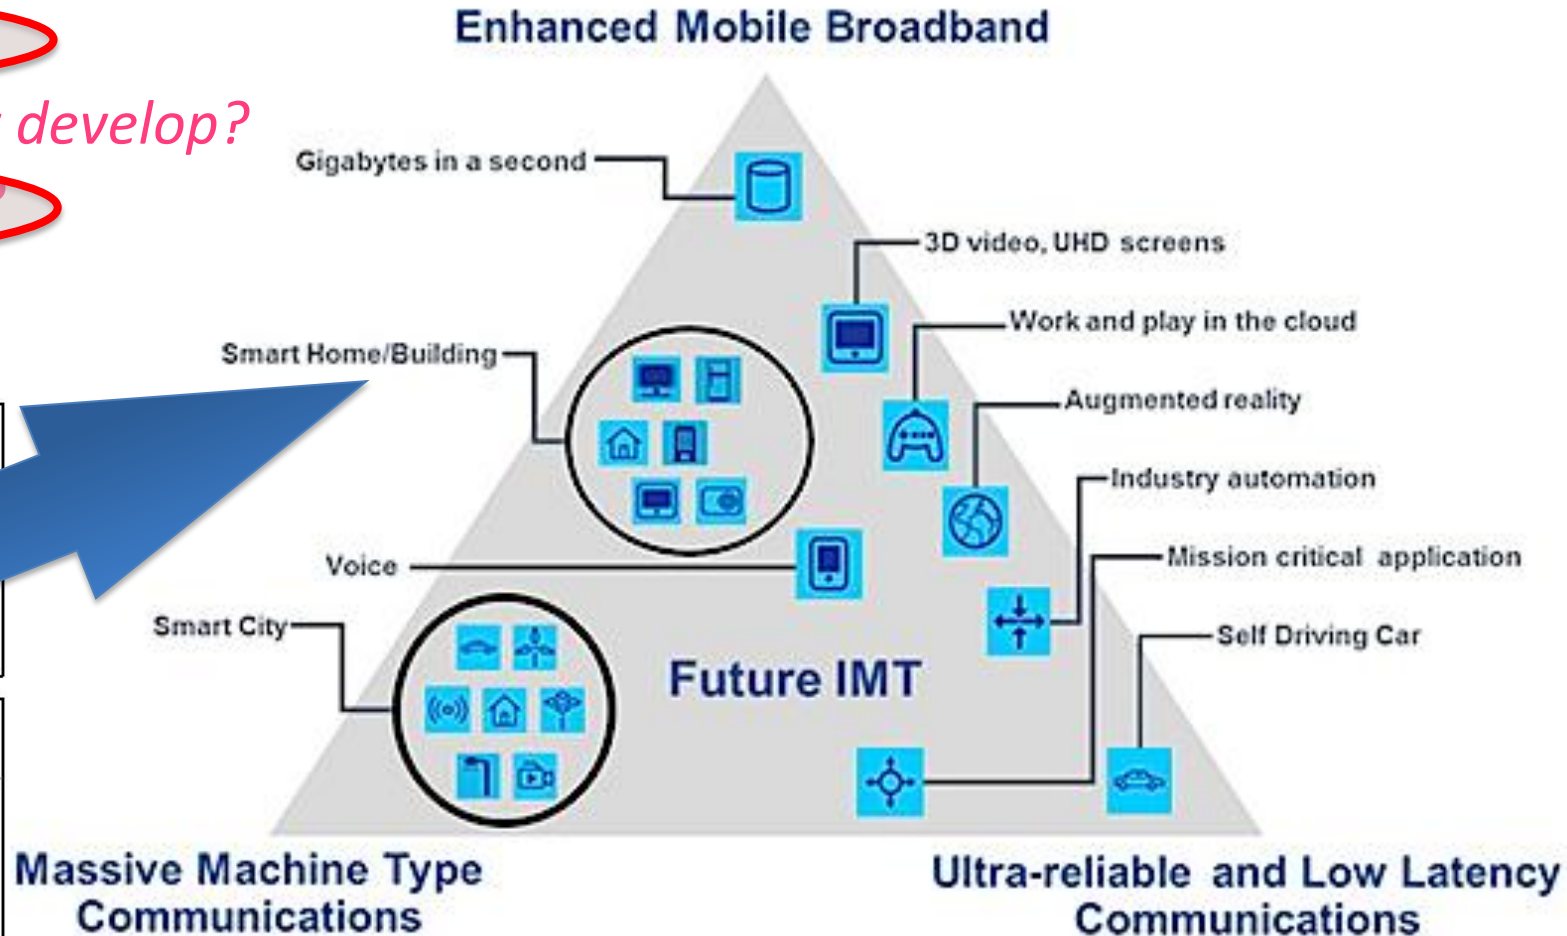 Enhanced Mobile Broadband
develop?
Gigabytes in a second
3D video, UHD screens
Work and play in the cloud
Smart Home/Building
Augmented reality
Industry automation
Mission critical application
Voice
Smart City
Self Driving Car
Future IMT
Massive Machine Type
Communications
Ultra-reliable and Low Latency
Communications